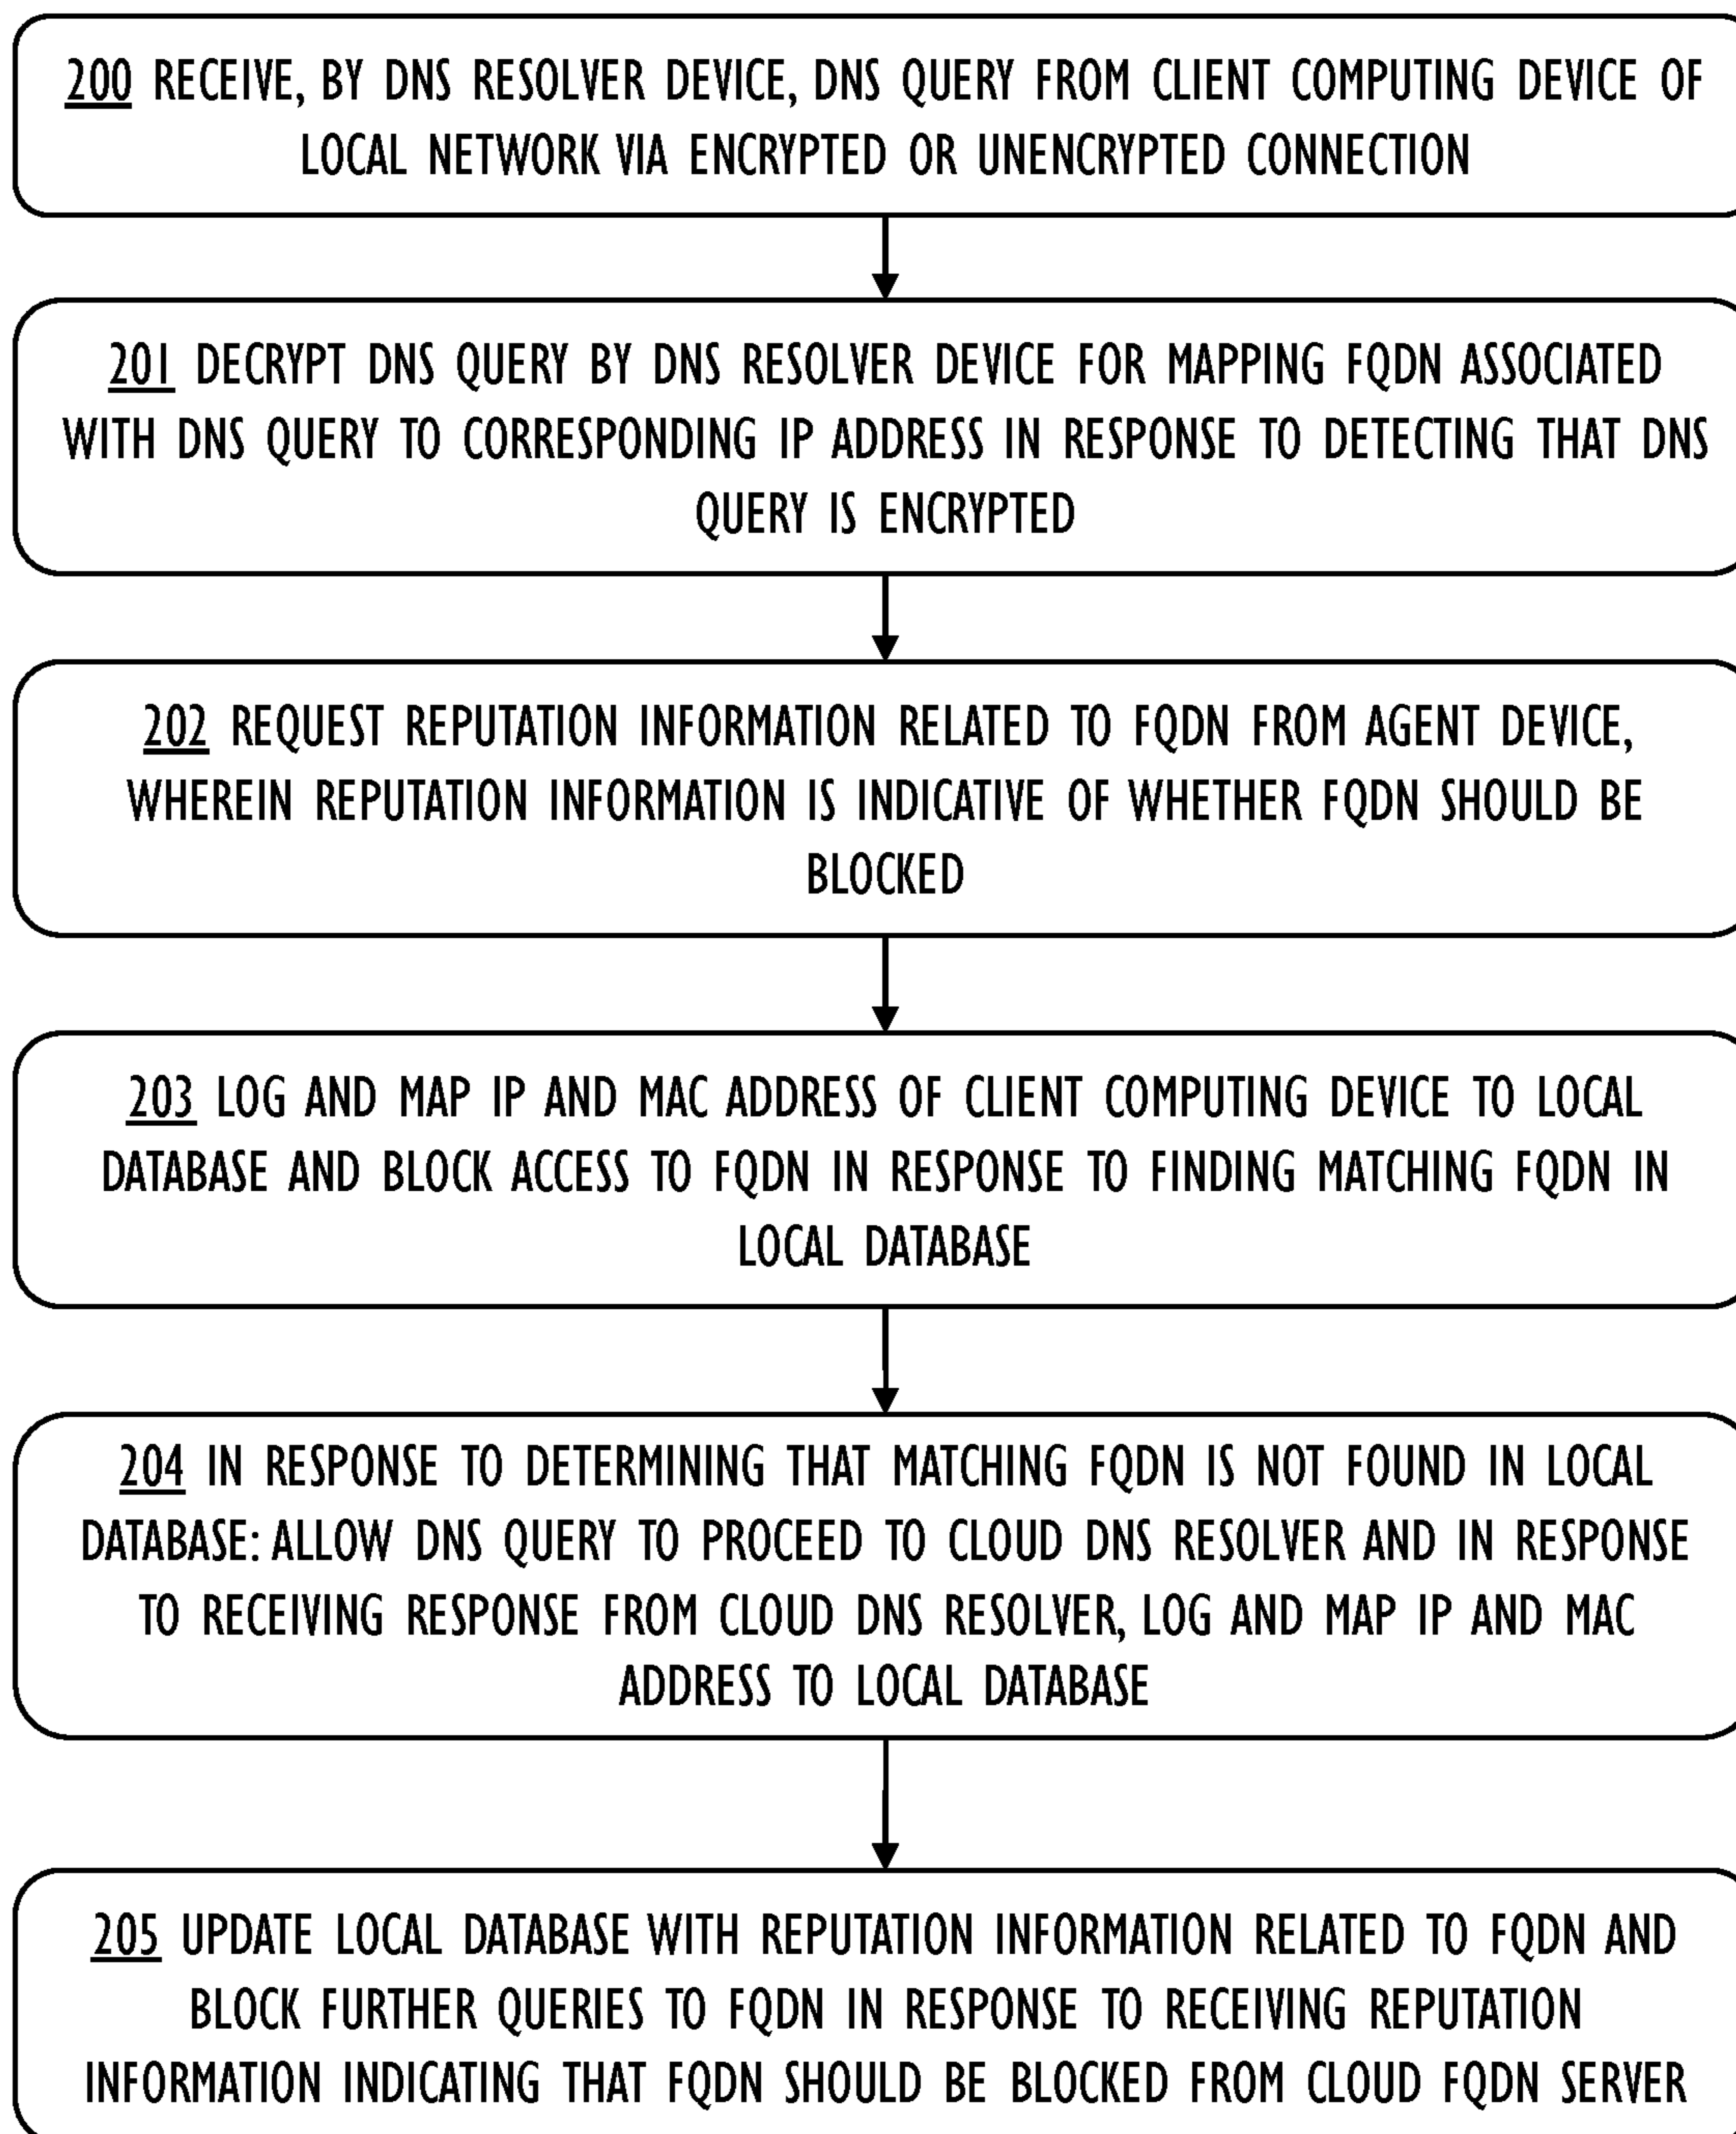 200 RECEIVE, BY DNS RESOLVER DEVICE, DNS QUERY FROM CLIENT COMPUTING DEVICE OF
LOCAL NETWORK VIA ENCRYPTED OR UNENCRYPTED CONNECTION
201 DECRYPT DNS QUERY BY DNS RESOLVER DEVICE FOR MAPPING FQDN ASSOCIATED
WITH DNS QUERY TO CORRESPONDING IP ADDRESS IN RESPONSE TO DETECTING THAT DNS
QUERY IS ENCRYPTED
202 REQUEST REPUTATION INFORMATION RELATED TO FQDN FROM AGENT DEVICE,
WHEREIN REPUTATION INFORMATION IS INDICATIVE OF WHETHER FQDN SHOULD BE
BLOCKED
203 LOG AND MAP IP AND MAC ADDRESS OF CLIENT COMPUTING DEVICE TO LOCAL
DATABASE AND BLOCK ACCESS TO FQDN IN RESPONSE TO FINDING MATCHING FQDN IN
LOCAL DATABASE
204 IN RESPONSE TO DETERMINING THAT MATCHING FQDN IS NOT FOUND IN LOCAL
DATABASE: ALLOW DNS QUERY TO PROCEED TO CLOUD DNS RESOLVER AND IN RESPONSE
TO RECEIVING RESPONSE FROM CLOUD DNS RESOLVER, LOG AND MAP IP AND MAC
ADDRESS TO LOCAL DATABASE
205 UPDATE LOCAL DATABASE WITH REPUTATION INFORMATION RELATED TO FQDN AND
BLOCK FURTHER QUERIES TO FQDN IN RESPONSE TO RECEIVING REPUTATION
INFORMATION INDICATING THAT FQDN SHOULD BE BLOCKED FROM CLOUD FQDN SERVER